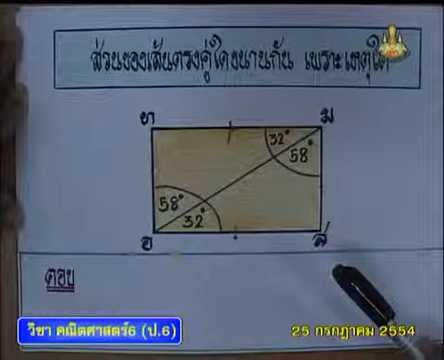 ส่วนของเส้นตรงคู่ใดขนานกัน เพราะเหตุใด
ท ม
32°
58°
58°
32°
อ ส
ตอบ
วิชา คณิตศาสตร์6 (ป.6)
25 กรกฎาคม 2554